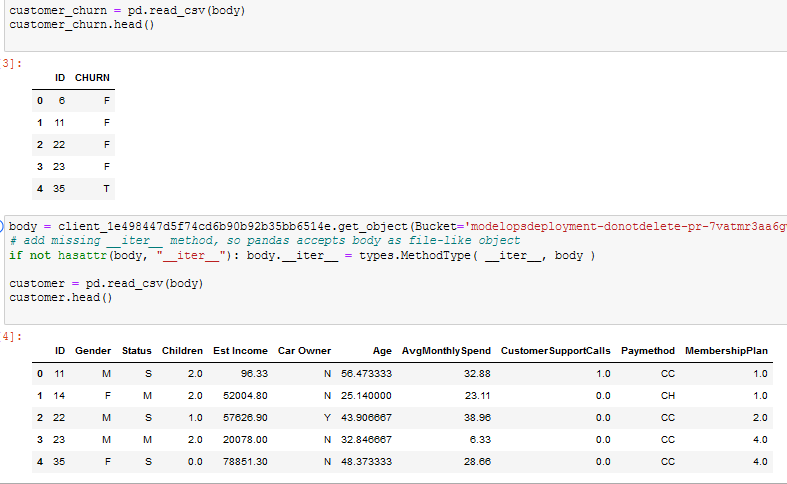 customer_churn = pd.read_csv(body)
customer_churn.head()
3]:
ID CHURN
0 6 F
1 11 F
2 22 F
3 23 F
4 35 T
body = client_1e498447d5f74cd6b90b92b35bb6514e.get_object(Bucket='modelopsdeployment-donotdelete-pr-7vatmr3aa6g
# add missing __iter__ method, so pandas accepts body as file-like object
if not hasattr(body, "__iter__"): body.__iter__ = types.MethodType( __iter__, body )
customer = pd.read_csv(body)
customer.head()
4]:
ID Gender Status Children Est Income Car Owner Age AvgMonthlySpend CustomerSupportCalls Paymethod MembershipPlan
0 11 M S 2.0 96.33 N 56.473333 32.88 1.0 CC 1.0
1 14 F M 2.0 52004.80 N 25.140000 23.11 0.0 CH 1.0
2 22 M S 1.0 57626.90 Y 43.906667 38.96 0.0 CC 2.0
3 23 M M 2.0 20078.00 N 32.846667 6.33 0.0 CC 4.0
4 35 F S 0.0 78851.30 N 48.373333 28.66 0.0 CC 4.0